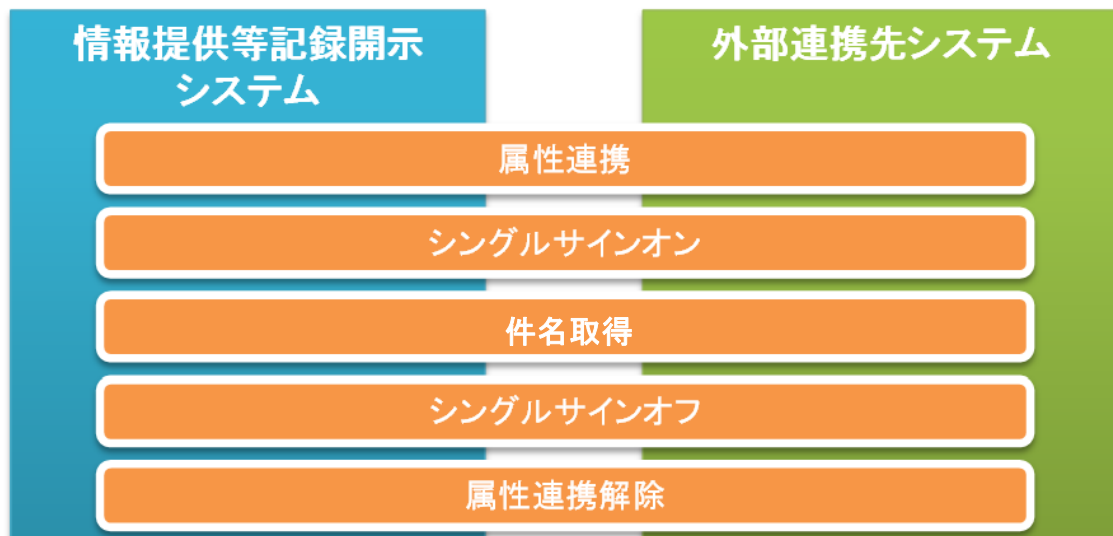 情報提供等記録開示
システム
外部連携先システム
属性連携
シングルサインオン
件名取得
シングルサインオフ
属性連携解除